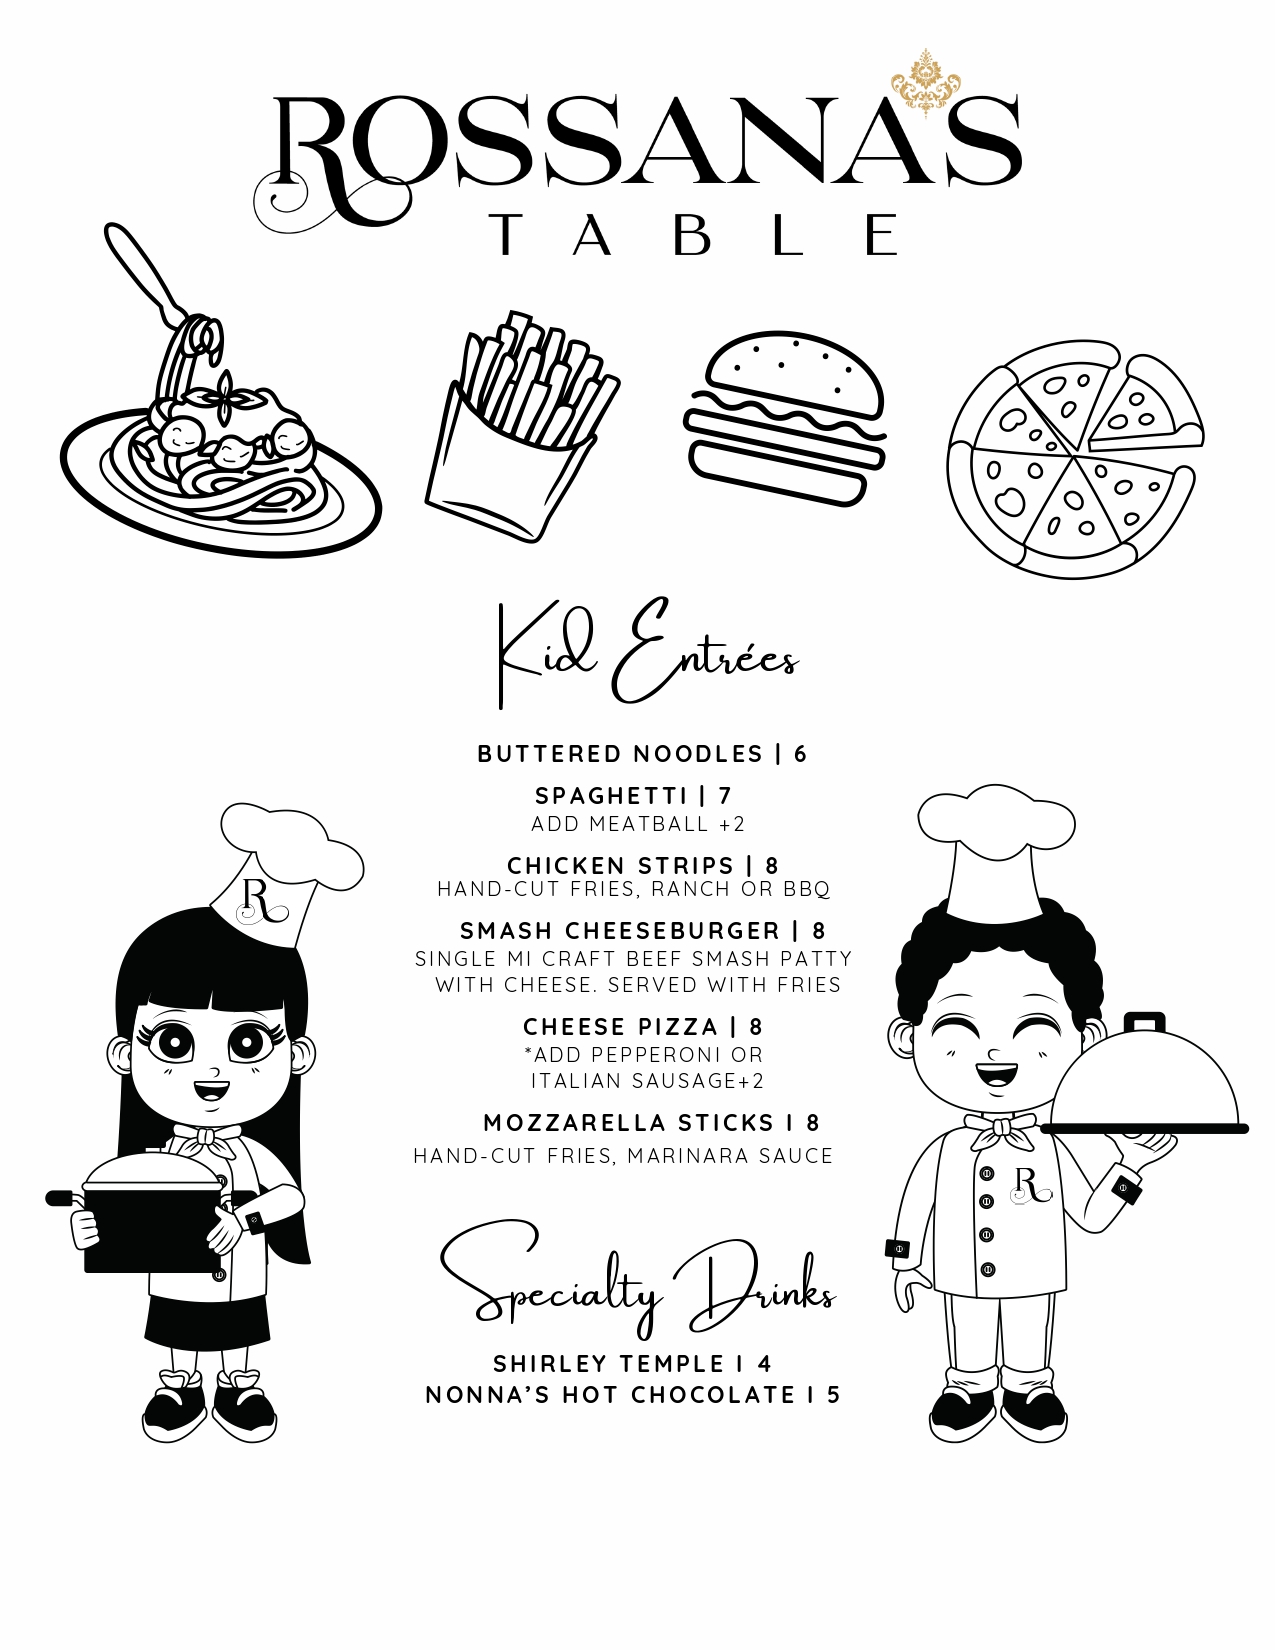 ROSSANA'S
TABLE
Kid Entrées
BUTTERED NOODLES | 6
SPAGHETTI | 7
ADD MEATBALL +2
CHICKEN STRIPS | 8
HAND-CUT FRIES, RANCH OR BBQ
SMASH CHEESEBURGER | 8
SINGLE MI CRAFT BEEF SMASH PATTY
WITH CHEESE. SERVED WITH FRIES
CHEESE PIZZA | 8
*ADD PEPPERONI OR
ITALIAN SAUSAGE+2
MOZZARELLA STICKS I 8
HAND-CUT FRIES, MARINARA SAUCE
Specialty Drinks
SHIRLEY TEMPLE I 4
NONNA’S HOT CHOCOLATE I 5
R
R